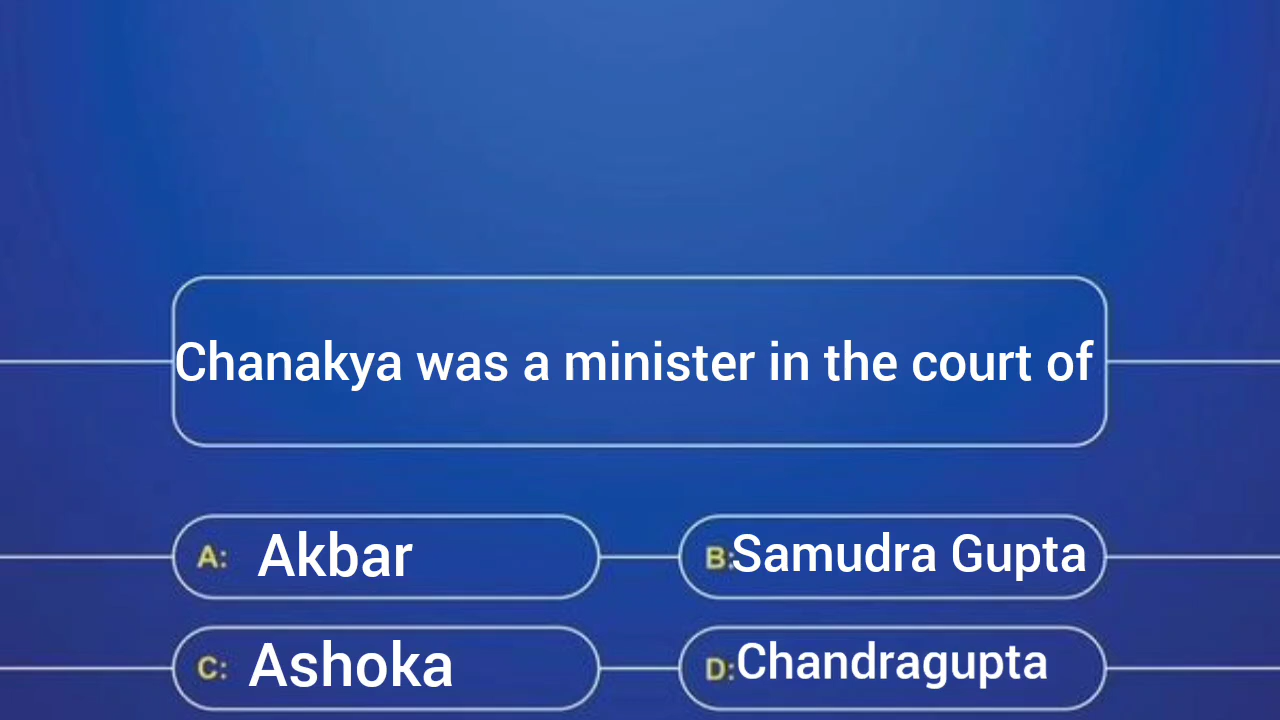 Chanakya was a minister in the court of
A: Akbar
B: Samudra Gupta
C: Ashoka
D: Chandragupta